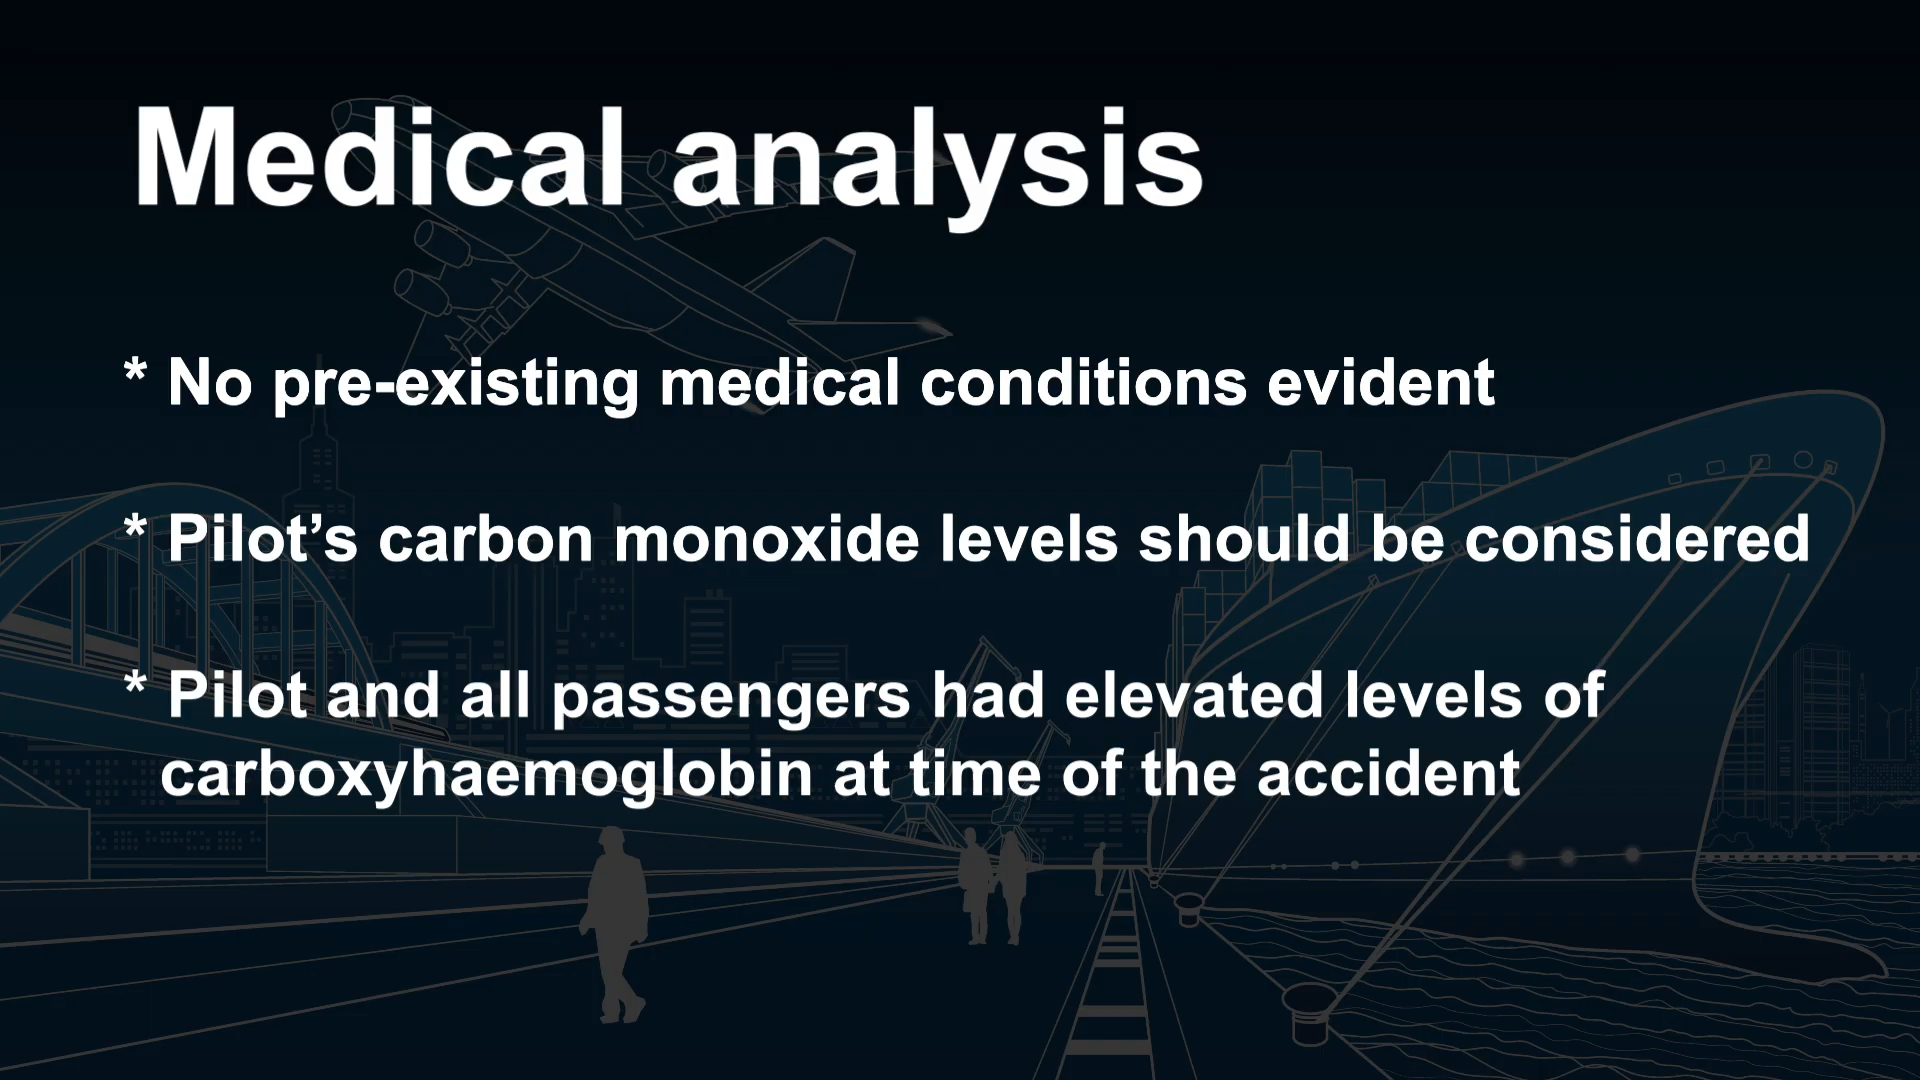 Medical analysis
* No pre-existing medical conditions evident
* Pilot’s carbon monoxide levels should be considered
* Pilot and all passengers had elevated levels of
carboxyhaemoglobin at time of the accident